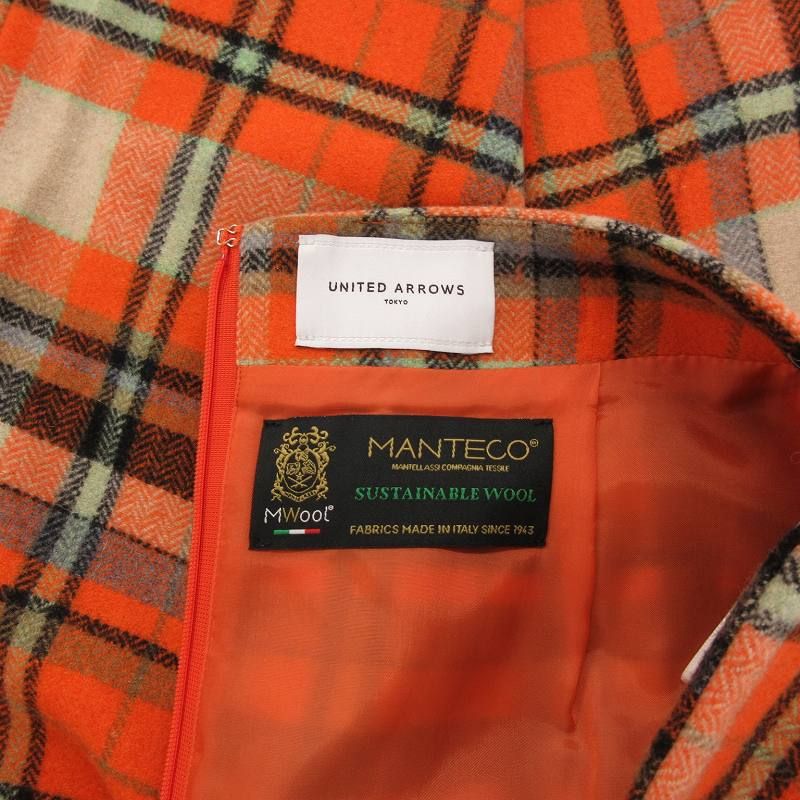 UNITED ARROWS
TOKYO
MANTECO®
MANTELLASSI COMPAGNIA TESSILE
SUSTAINABLE WOOL
MWool®
FABRICS MADE IN ITALY SINCE 1943